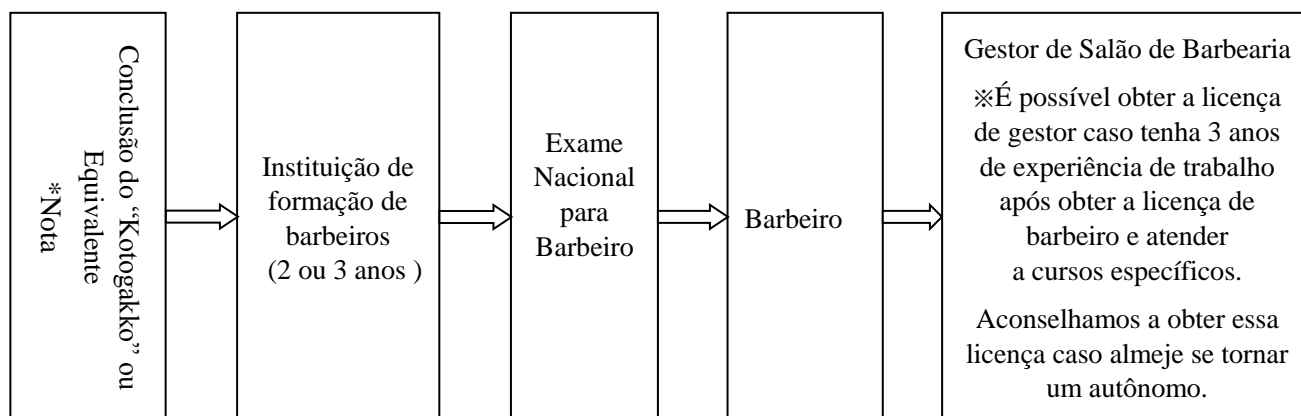 Conclusão do “Kotogakko” ou
Equivalente
*Nota
Instituição de
formação de
barbeiros
(2 ou 3 anos )
Exame
Nacional
para
Barbeiro
Barbeiro
Gestor de Salão de Barbearia
※É possível obter a licença
de gestor caso tenha 3 anos
de experiência de trabalho
após obter a licença de
barbeiro e atender
a cursos específicos.
Aconselhamos a obter essa
licença caso almeje se tornar
um autônomo.